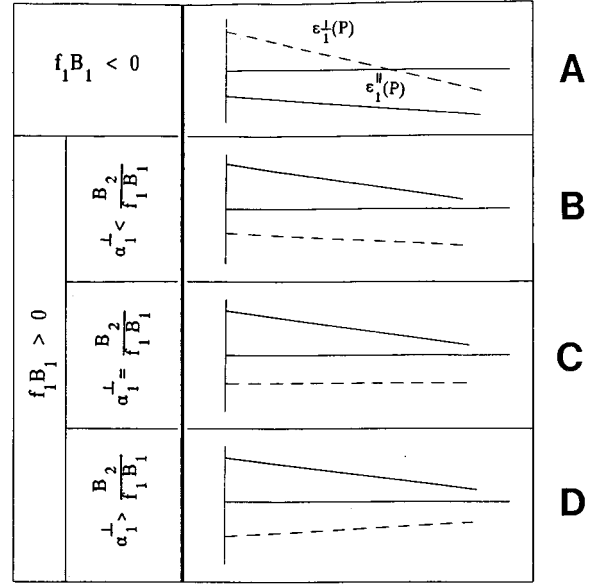 f₁B₁ < 0
ε₁^⊥(P)
ε₁^∥(P)
A
f₁B₁ > 0
α₁^⊥ < B₂/f₁B₁
B
α₁^⊥ = B₂/f₁B₁
C
α₁^⊥ > B₂/f₁B₁
D